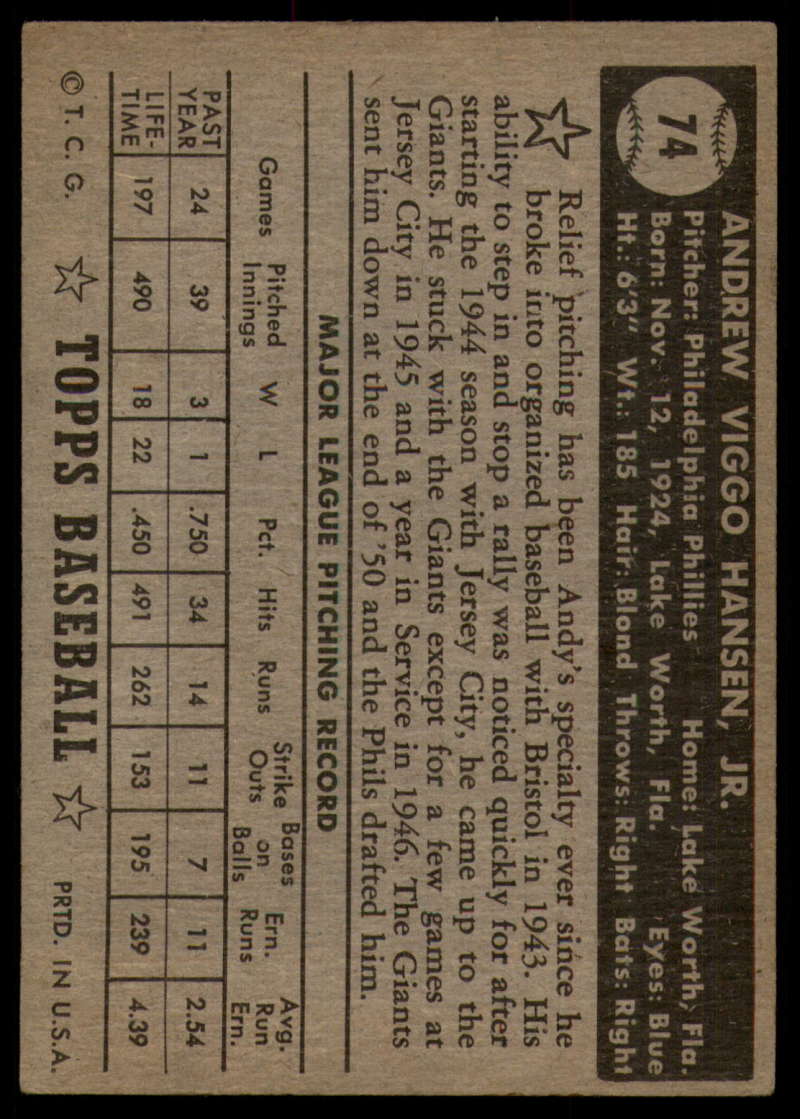 74
ANDREW VIGGO HANSEN, JR.
Pitcher: Philadelphia Phillies Home: Lake Worth, Fla.
Born: Nov. 12, 1924, Lake Worth, Fla. Eyes: Blue
Ht.: 6'3" Wt.: 185 Hair: Blond Throws: Right Bats: Right
Relief pitching has been Andy's specialty ever since he
broke into organized baseball with Bristol in 1943. His
ability to step in and stop a rally was noticed quickly for after
starting the 1944 season with Jersey City, he came up to the
Giants. He stuck with the Giants except for a few games at
Jersey City in 1945 and a year in Service in 1946. The Giants
sent him down at the end of '50 and the Phils drafted him.
MAJOR LEAGUE PITCHING RECORD
Games Pitched Innings W L Pct. Hits Runs Strike Outs Bases on Balls Ern. Runs Avg. Run Ern.
PAST YEAR 24 39 3 1 .750 34 14 11 7 11 2.54
LIFE-TIME 197 490 18 22 .450 491 262 153 195 239 4.39
© T. C. G. TOPPS BASEBALL PRTD. IN U.S.A.